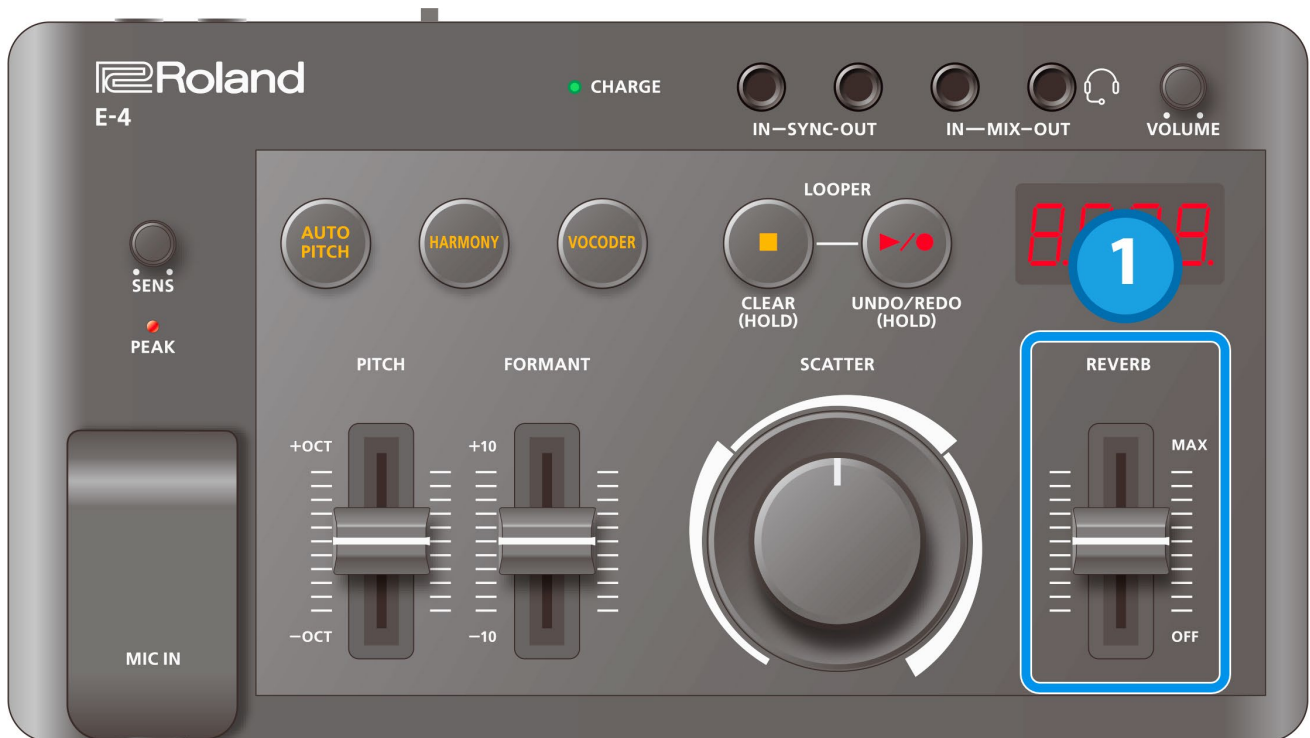 Roland
E-4
CHARGE
IN–SYNC-OUT
IN—MIX–OUT
VOLUME
SENS
PEAK
AUTO
PITCH
HARMONY
VOCODER
LOOPER
CLEAR
(HOLD)
UNDO/REDO
(HOLD)
1
PITCH
FORMANT
SCATTER
REVERB
+OCT
−OCT
+10
−10
MAX
OFF
MIC IN